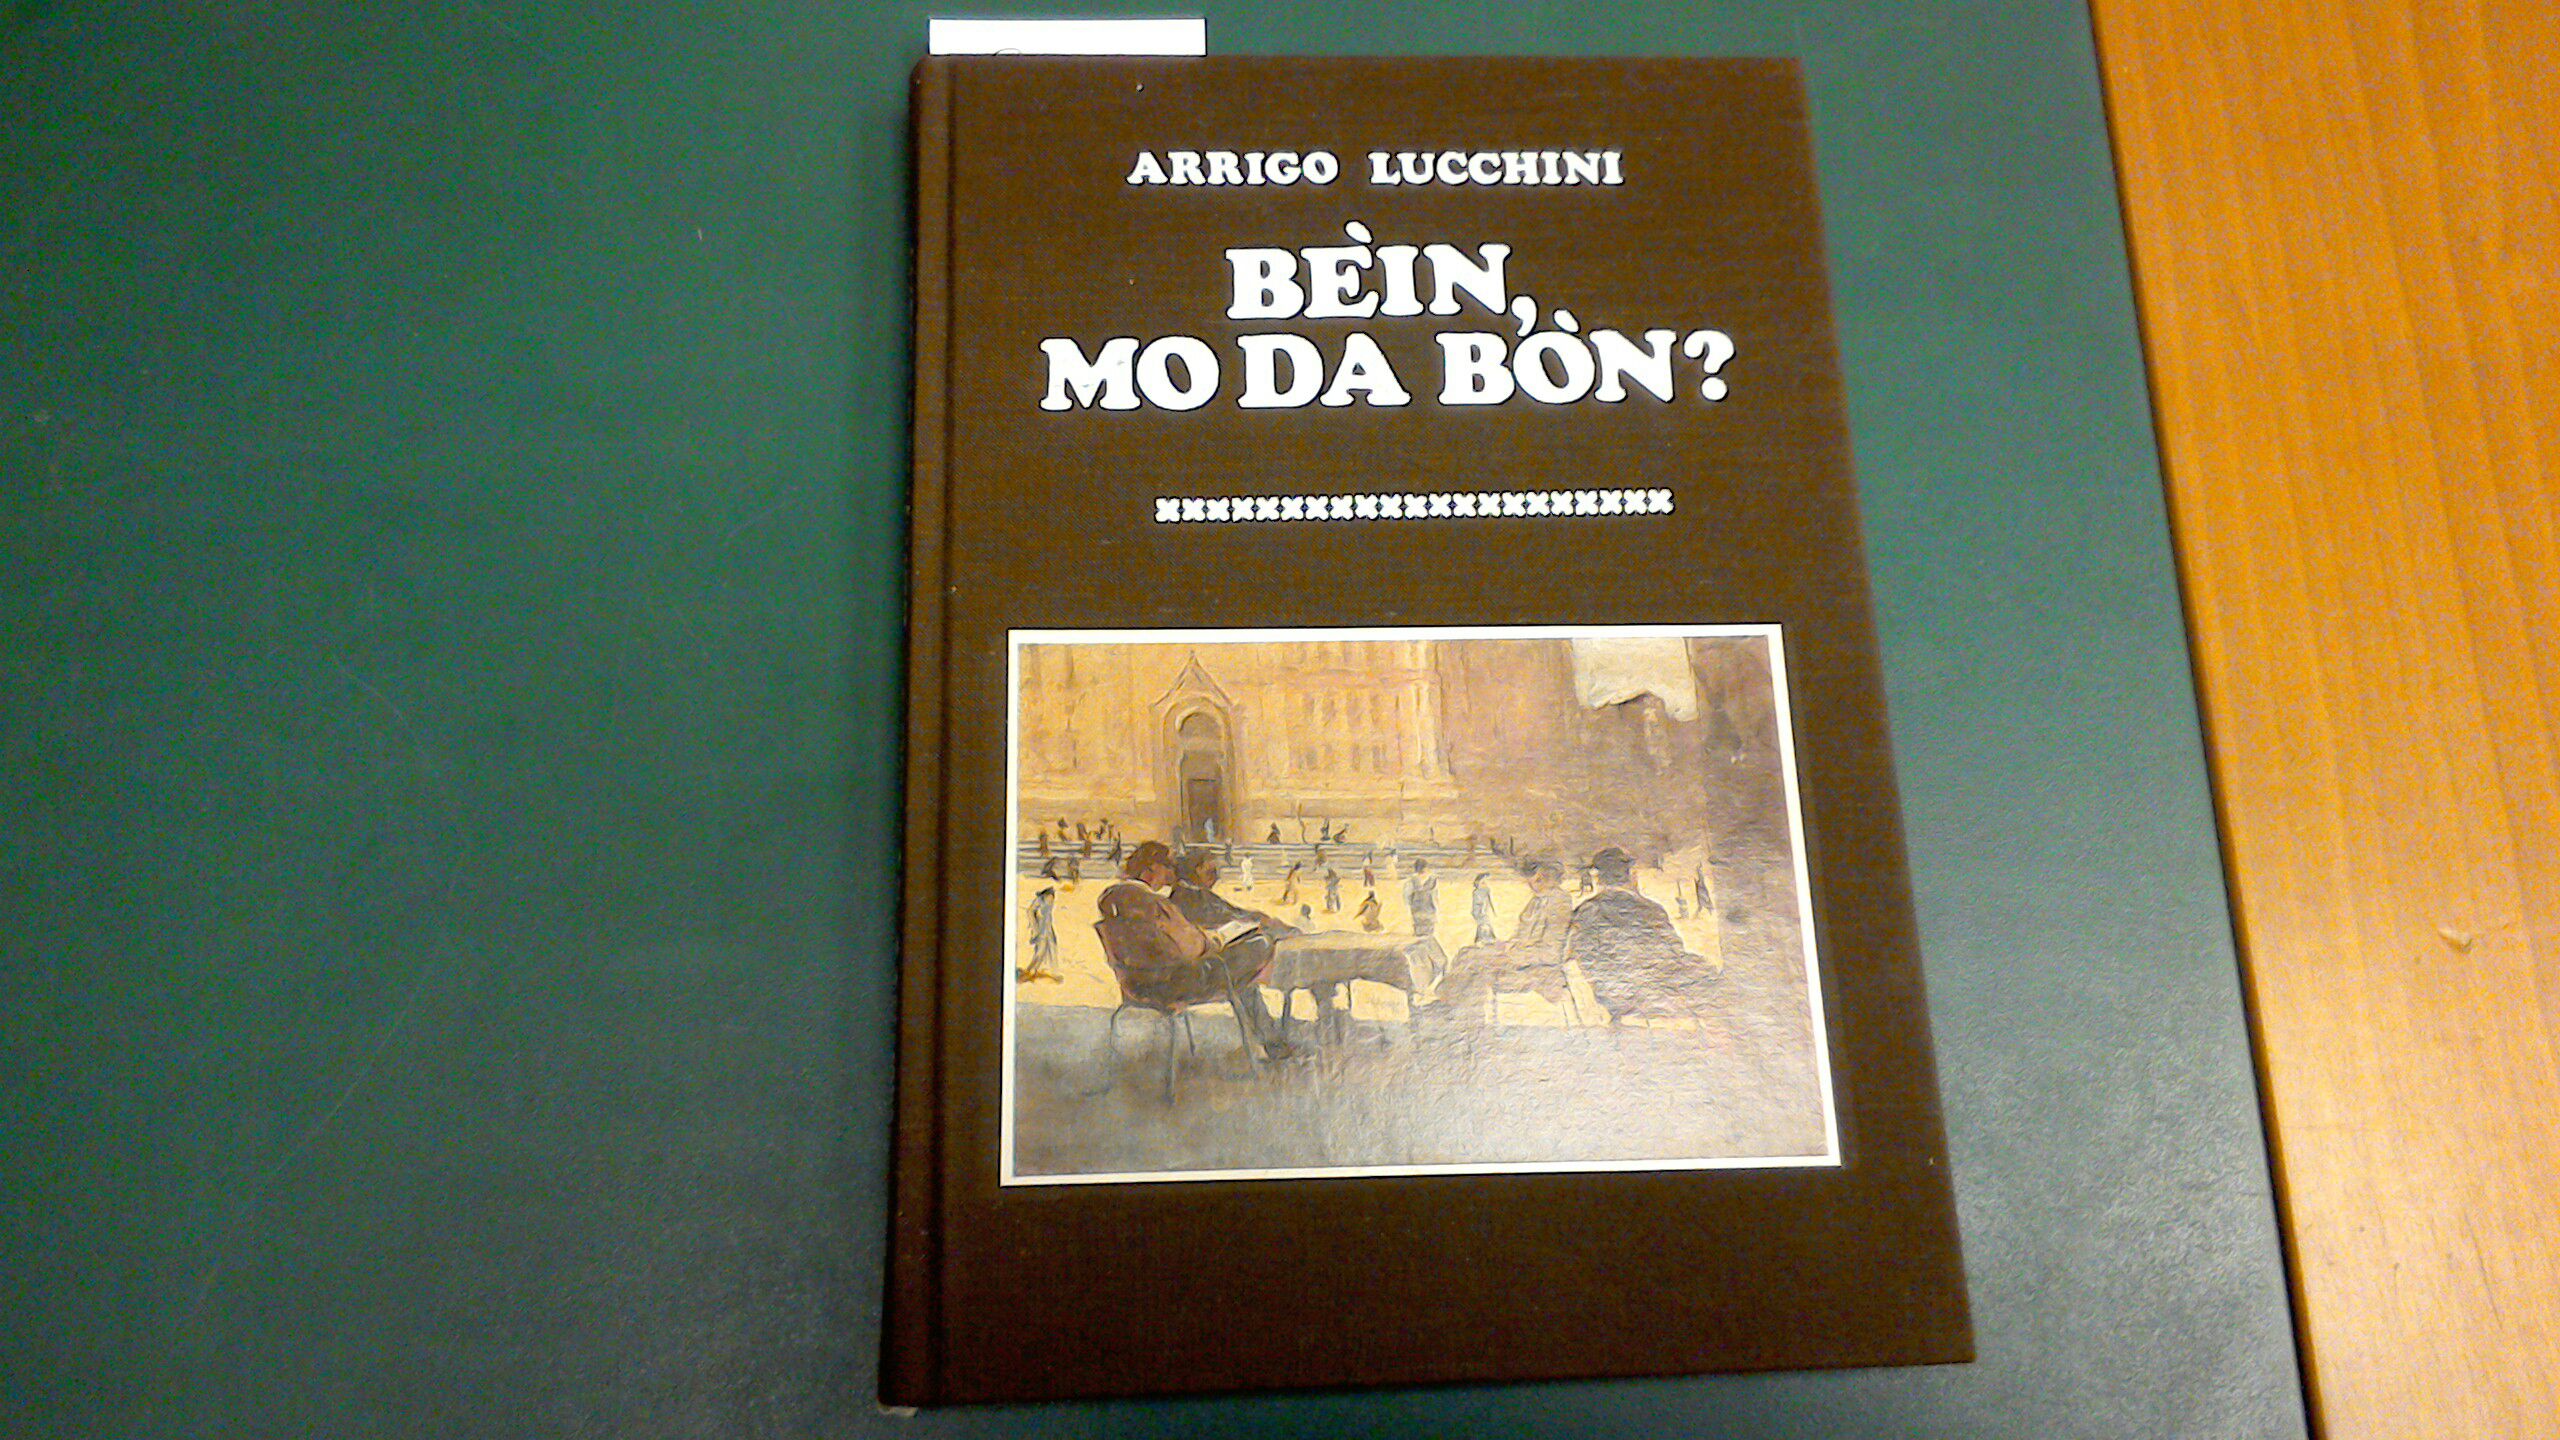 ARRIGO LUCCHINI
BÈIN,
MO DA BÒN?